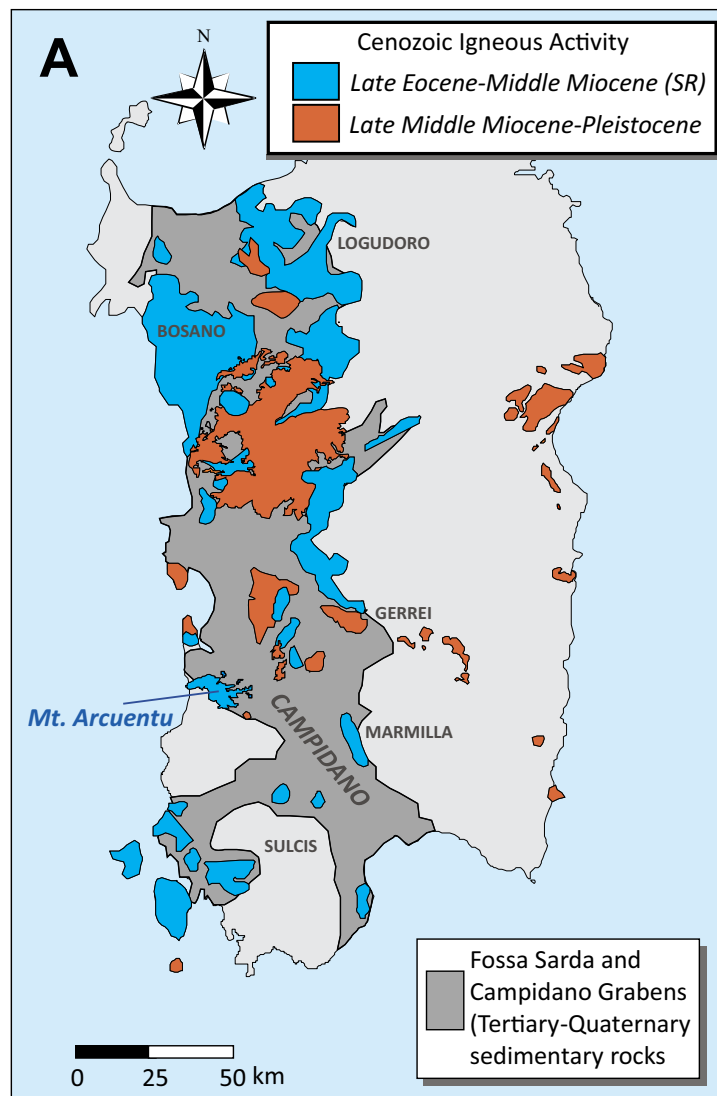 A
N
Cenozoic Igneous Activity
Late Eocene-Middle Miocene (SR)
Late Middle Miocene-Pleistocene
LOGUDORO
BOSANO
GERREI
Mt. Arcuentu
CAMPIDANO
MARMILLA
SULCIS
Fossa Sarda and
Campidano Grabens
(Tertiary-Quaternary
sedimentary rocks
0 25 50 km